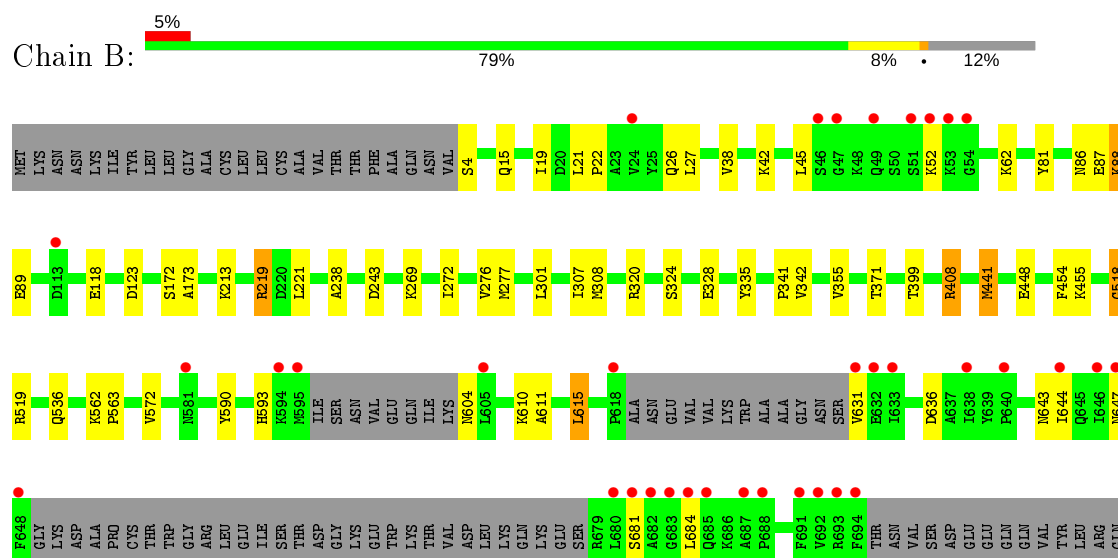 5%
Chain B:
79% 8% • 12%
MET LYS ASN ASN LYS ILE TYR LEU LEU GLY ALA CYS LEU LEU CYS ALA VAL THR THR PHE ALA GLN ASN VAL S4 Q15 I19 D20 L21 P22 A23 V24 Y25 Q26 L27 V38 K42 L45 S46 G47 K48 Q49 S50 S51 K52 K53 G54 K62 Y81 N86 E87 K88
E89 D113 E118 D123 S172 A173 K213 R219 D220 L221 A238 D243 K269 I272 V276 M277 L301 I307 M308 R320 S324 E328 Y335 P341 V342 V355 T371 T399 R408 M441 E448 F454 K455
R519 Q536 K562 P563 V572 N581 Y590 H593 K594 M595 ILE SER ASN VAL GLU GLN ILE LYS N604 L605 K610 A611 L615 P618 ALA ASN GLU VAL VAL LYS TRP ALA ALA GLY ASN SER V631 E632 I633 D636 A637 I638 Y639 P640 N643 I644 Q645 I646 N647
F648 GLY LYS ASP ALA PRO CYS THR TRP GLY ARG LEU GLU ILE SER THR ASP GLY LYS GLU TRP LYS THR VAL ASP LEU LYS GLN LYS GLU SER R679 L680 S681 A682 G683 L684 Q685 K686 A687 P688 F691 V692 R693 F694 THR ASN VAL SER ASP GLU GLU GLN GLN VAL TYR LEU ARG ASN